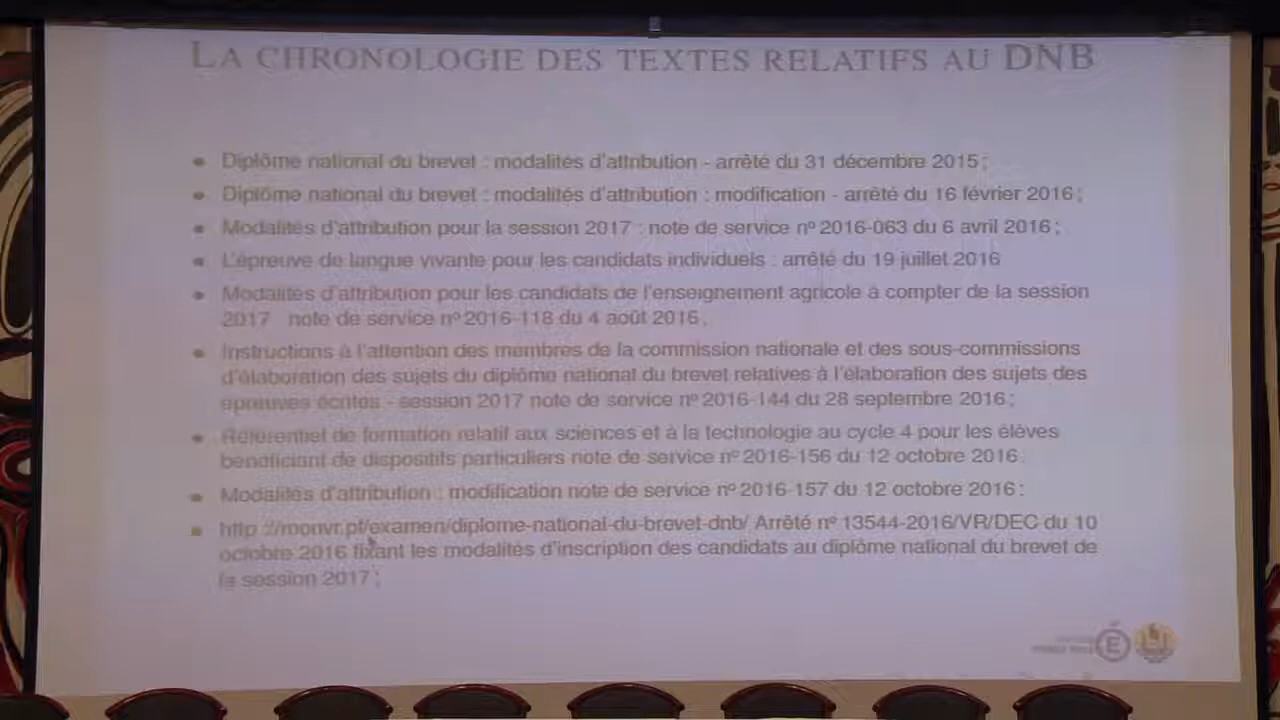 LA CHRONOLOGIE DES TEXTES RELATIFS AU DNB
Diplôme national du brevet : modalités d'attribution - arrêté du 31 décembre 2015 ;
Diplôme national du brevet : modalités d'attribution : modification - arrêté du 16 février 2016 ;
Modalités d'attribution pour la session 2017 : note de service nº 2016-063 du 6 avril 2016 ;
L'épreuve de langue vivante pour les candidats individuels : arrêté du 19 juillet 2016
Modalités d'attribution pour les candidats de l'enseignement agricole à compter de la session
2017 note de service nº 2016-118 du 4 août 2016.
Instructions à l'attention des membres de la commission nationale et des sous-commissions
d'élaboration des sujets du diplôme national du brevet relatives à l'élaboration des sujets des
épreuves écrites - session 2017 note de service nº 2016-144 du 28 septembre 2016 ;
Référentiel de formation relatif aux sciences et à la technologie au cycle 4 pour les élèves
bénéficiant de dispositifs particuliers note de service nº 2016-156 du 12 octobre 2016.
Modalités d'attribution : modification note de service nº 2016-157 du 12 octobre 2016 :
http ://monvr.pf/examen/diplome-national-du-brevet-dnb/ Arrêté nº 13544-2016/VR/DEC du 10
octobre 2016 fixant les modalités d'inscription des candidats au diplôme national du brevet de
la session 2017 ;